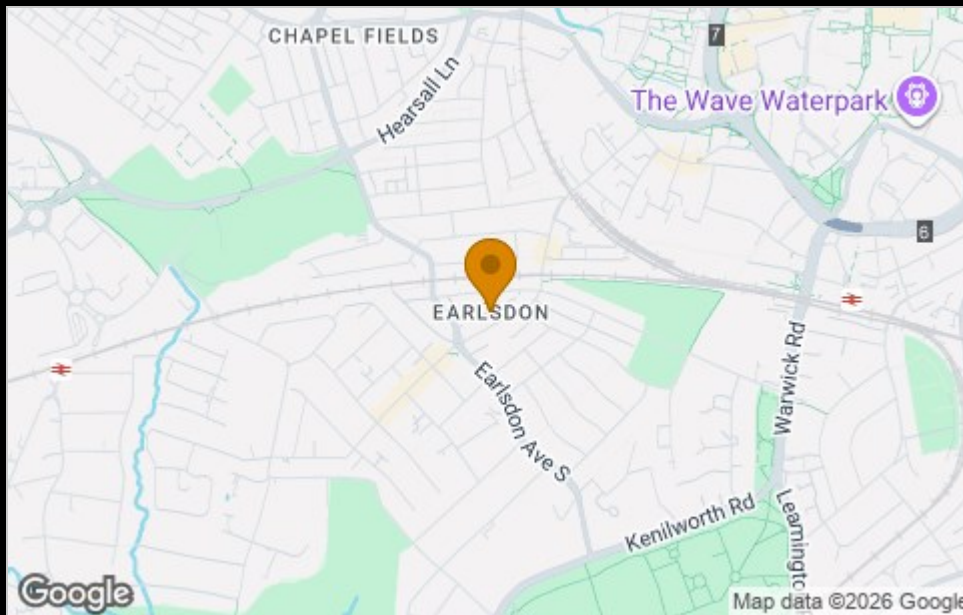 CHAPEL FIELDS
7
Hearsall Ln
The Wave Waterpark
6
EARLSDON
Warwick Rd
Earlsdon Ave S
Kenilworth Rd
Leamington
Google
Map data ©2026 Google